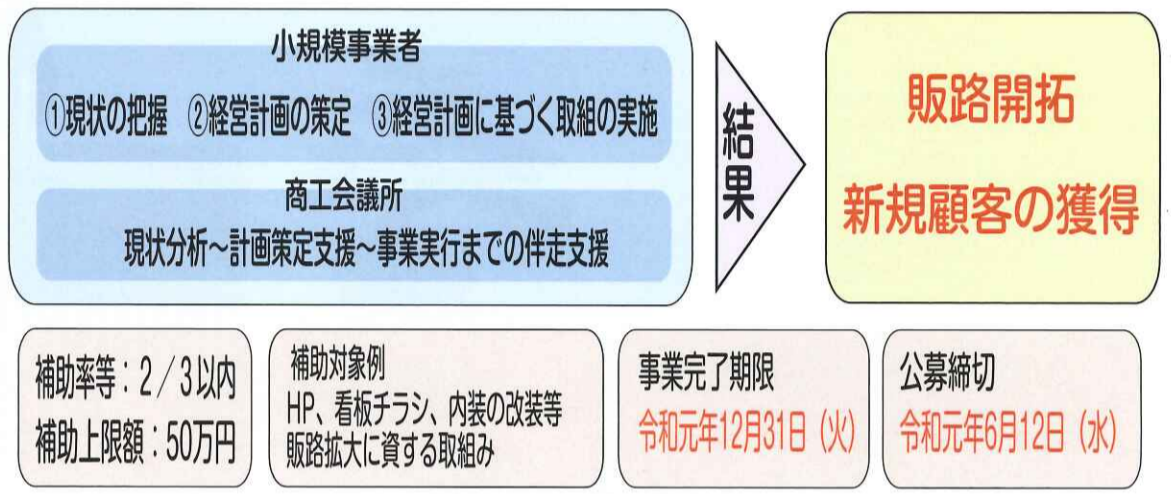 小規模事業者
①現状の把握 ②経営計画の策定 ③経営計画に基づく取組の実施
商工会議所
現状分析～計画策定支援～事業実行までの伴走支援
結果
販路開拓
新規顧客の獲得
補助率等：2／3以内
補助上限額：50万円
補助対象例
HP、看板チラシ、内装の改装等
販路拡大に資する取組み
事業完了期限
令和元年12月31日（火）
公募締切
令和元年6月12日（水）